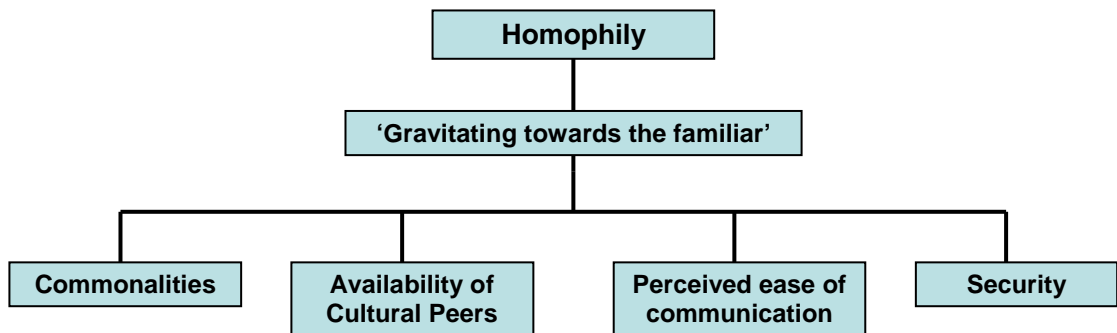 Homophily
‘Gravitating towards the familiar’
Commonalities
Availability of
Cultural Peers
Perceived ease of
communication
Security